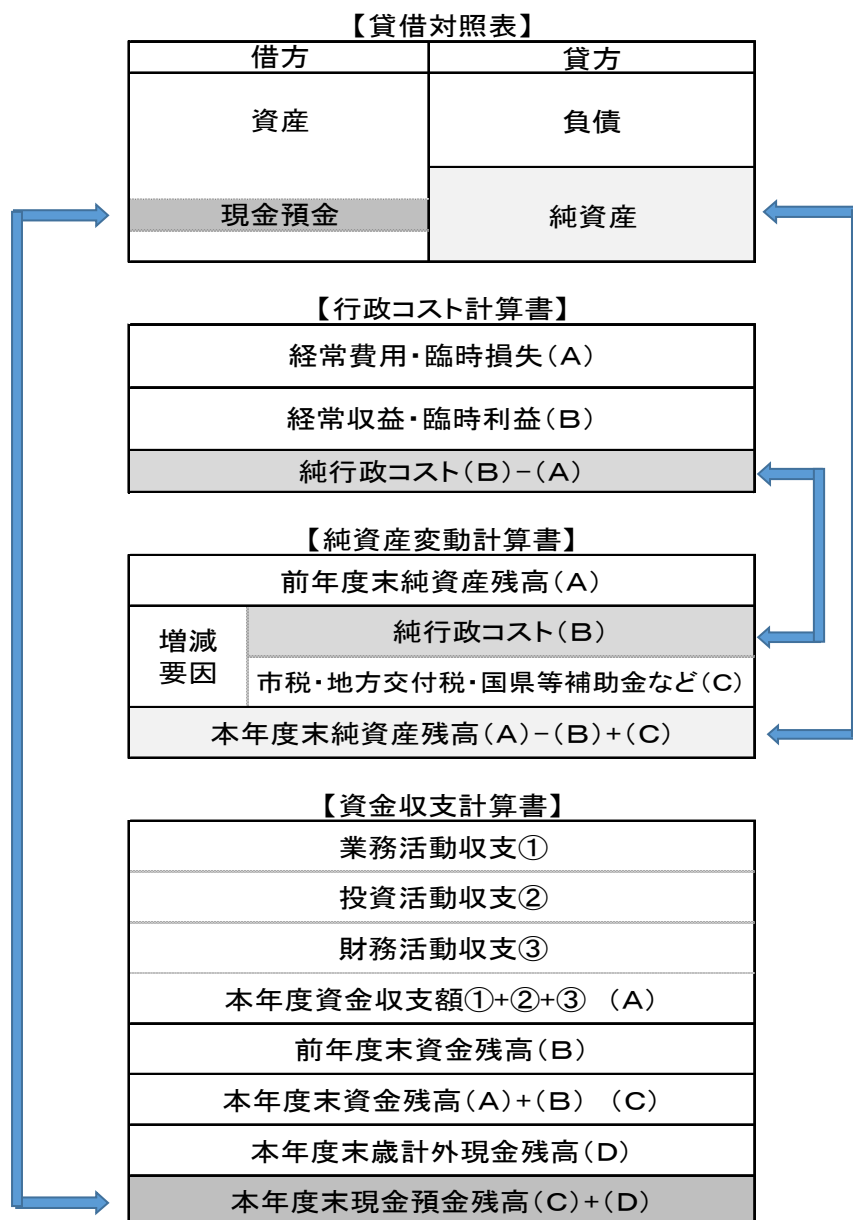 【貸借対照表】
借方 貸方
資産 負債
現金預金 純資産
【行政コスト計算書】
経常費用・臨時損失(A)
経常収益・臨時利益(B)
純行政コスト(B)-(A)
【純資産変動計算書】
前年度末純資産残高(A)
増減
要因
純行政コスト(B)
市税・地方交付税・国県等補助金など(C)
本年度末純資産残高(A)-(B)+(C)
【資金収支計算書】
業務活動収支①
投資活動収支②
財務活動収支③
本年度資金収支額①+②+③ (A)
前年度末資金残高(B)
本年度末資金残高(A)+(B) (C)
本年度末歳計外現金残高(D)
本年度末現金預金残高(C)+(D)